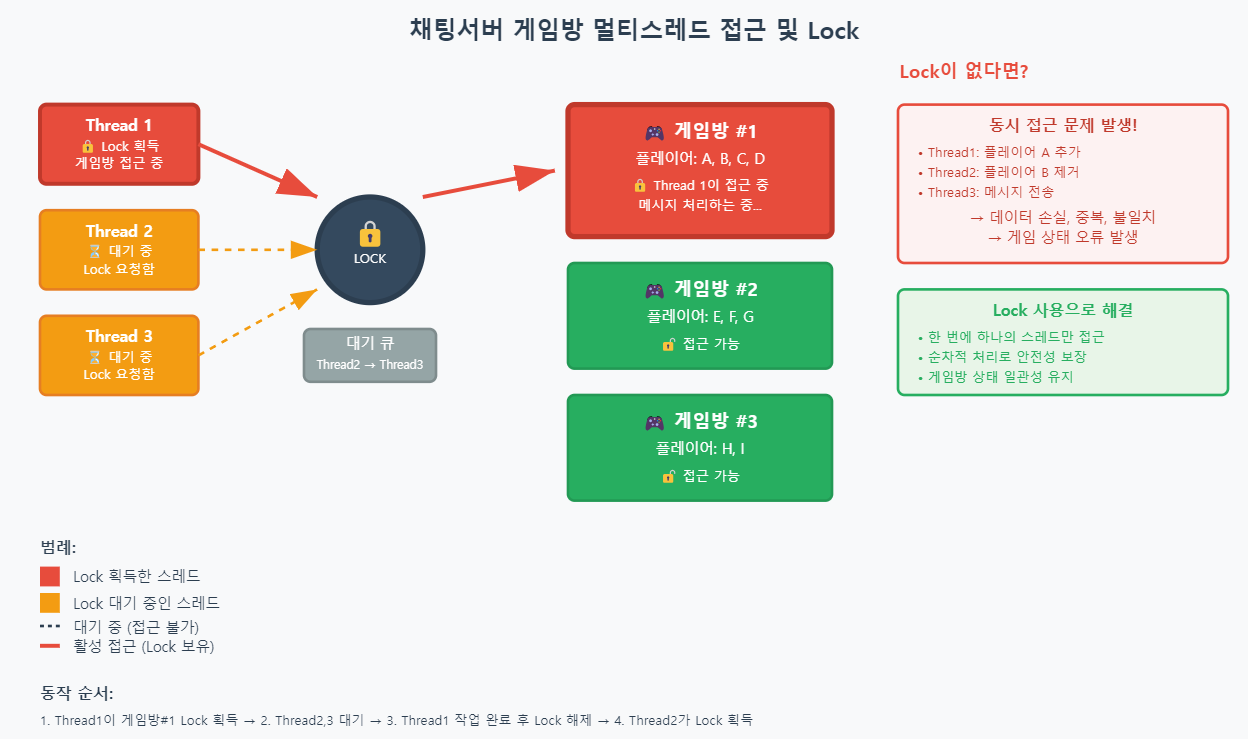 채팅서버 게임방 멀티스레드 접근 및 Lock
Thread 1
🔒 Lock 획득
게임방 접근 중
Thread 2
⏳ 대기 중
Lock 요청함
Thread 3
⏳ 대기 중
Lock 요청함
🔒
LOCK
대기 큐
Thread2 → Thread3
🎮 게임방 #1
플레이어: A, B, C, D
🔒 Thread 1이 접근 중
메시지 처리하는 중...
🎮 게임방 #2
플레이어: E, F, G
🔓 접근 가능
🎮 게임방 #3
플레이어: H, I
🔓 접근 가능
Lock이 없다면?
동시 접근 문제 발생!
• Thread1: 플레이어 A 추가
• Thread2: 플레이어 B 제거
• Thread3: 메시지 전송
→ 데이터 손실, 중복, 불일치
→ 게임 상태 오류 발생
Lock 사용으로 해결
• 한 번에 하나의 스레드만 접근
• 순차적 처리로 안전성 보장
• 게임방 상태 일관성 유지
범례:
Lock 획득한 스레드
Lock 대기 중인 스레드
대기 중 (접근 불가)
활성 접근 (Lock 보유)
동작 순서:
1. Thread1이 게임방#1 Lock 획득 → 2. Thread2,3 대기 → 3. Thread1 작업 완료 후 Lock 해제 → 4. Thread2가 Lock 획득